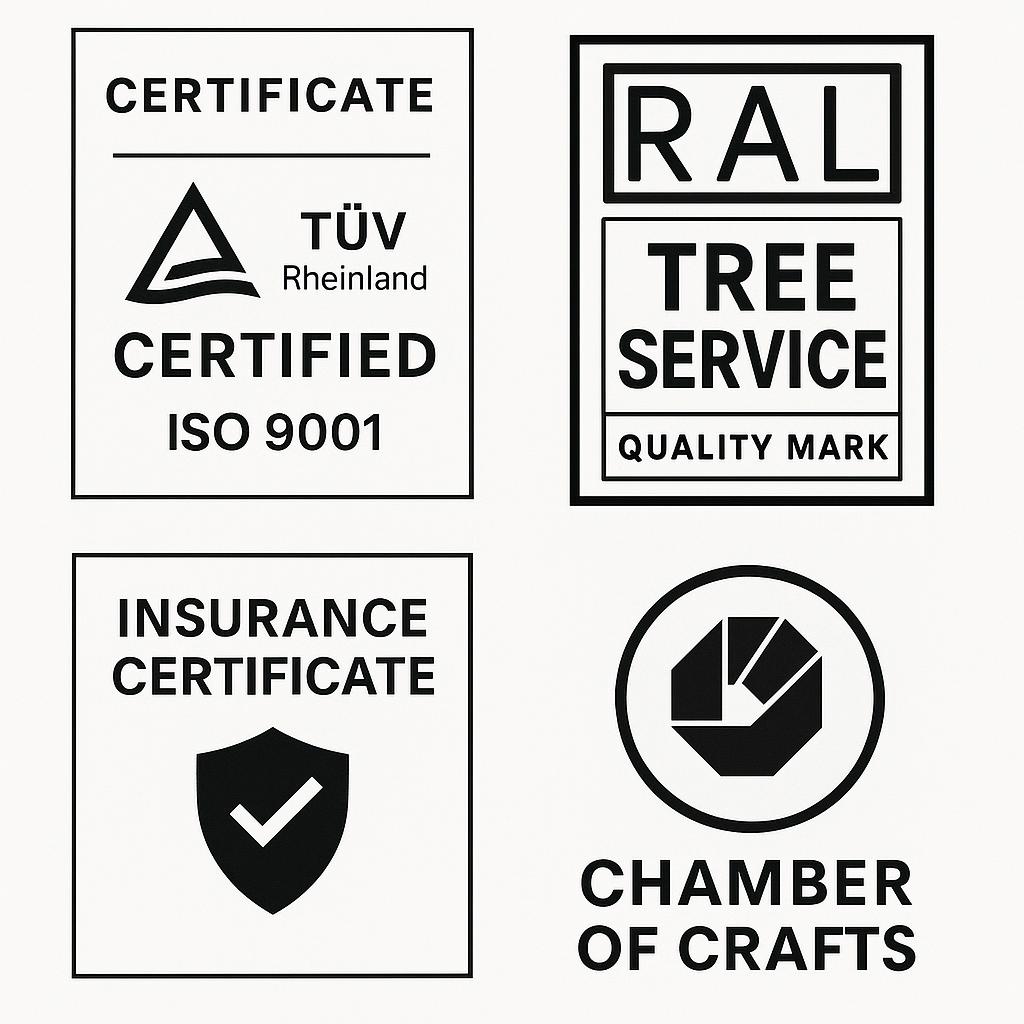 CERTIFICATE
TÜV
Rheinland
CERTIFIED
ISO 9001
RAL
TREE
SERVICE
QUALITY MARK
INSURANCE
CERTIFICATE
CHAMBER
OF CRAFTS